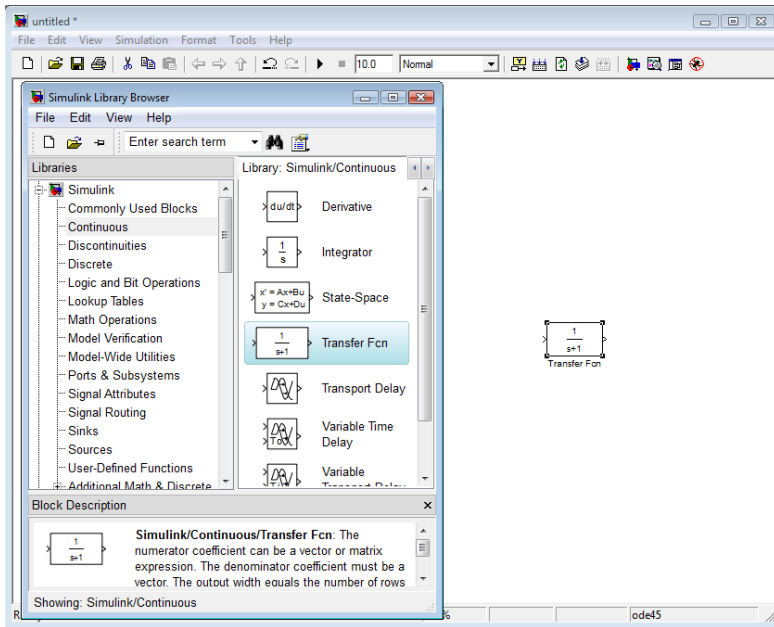 untitled *
File Edit View Simulation Format Tools Help
10.0 Normal
Simulink Library Browser
File Edit View Help
Enter search term
Libraries
Library: Simulink/Continuous
Simulink
Commonly Used Blocks
Continuous
Discontinuities
Discrete
Logic and Bit Operations
Lookup Tables
Math Operations
Model Verification
Model-Wide Utilities
Ports & Subsystems
Signal Attributes
Signal Routing
Sinks
Sources
User-Defined Functions
Additional Math & Discrete
du/dt
Derivative
1
s
Integrator
x' = Ax+Bu
y = Cx+Du
State-Space
1
s+1
Transfer Fcn
Transport Delay
To
Variable Time
Delay
Variable
Transport Delay
1
s+1
Transfer Fcn
Block Description
1
s+1
Simulink/Continuous/Transfer Fcn: The
numerator coefficient can be a vector or matrix
expression. The denominator coefficient must be a
vector. The output width equals the number of rows
Showing: Simulink/Continuous
R
%
ode45